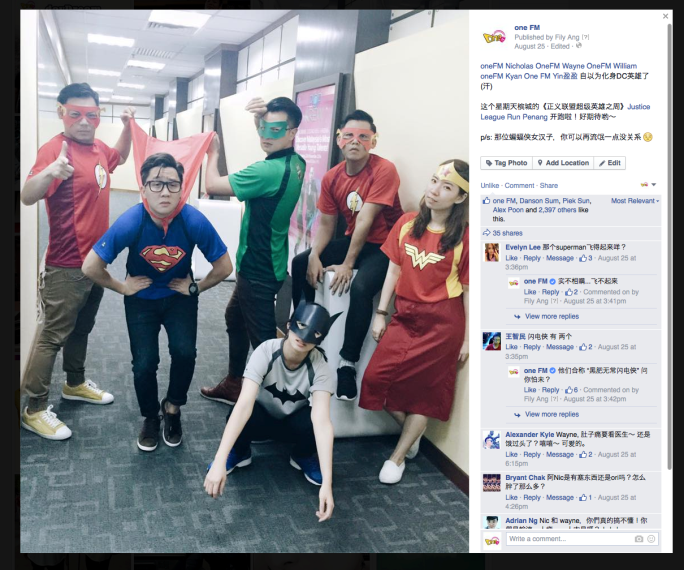 one FM
Published by Fily Ang [?]
August 25 · Edited ·
oneFM Nicholas OneFM Wayne OneFM William
oneFM Kyan One FM Yin盈盈 自以为化身DC英雄了
(汗)
这个星期天槟城的《正义联盟超级英雄之周》 Justice
League Run Penang 开跑啦！好期待哟～
p/s: 那位蝙蝠侠女汉子，你可以再流氓一点没关系
Tag Photo
Add Location
Edit
Unlike · Comment · Share
one FM, Danson Sum, Piek Sun,
Alex Poon and 2,397 others like
this.
Most Relevant
35 shares
Evelyn Lee 那个superman飞得起来咩？
Like · Reply · Message · 3 · August 25 at
3:36pm
one FM 实不相瞒...飞不起来
Like · Reply · 2 · Commented on by
Fily Ang [?] · August 25 at 3:41pm
View more replies
王智民 闪电侠 有 两个
Like · Reply · Message · 2 · August 25 at
3:35pm
one FM 他们合称 "黑肥无常闪电侠" 问
你怕未？
Like · Reply · 6 · Commented on by
Fily Ang [?] · August 25 at 3:42pm
View more replies
Alexander Kyle Wayne, 肚子痛要看医生～ 还是
饿过头了？嘻嘻～ 可爱的。
Like · Reply · Message · 2 · August 25 at
6:15pm
Bryant Chak 阿Nic是有塞东西还是ori吗？怎么
胖了那么多？
Like · Reply · Message · 1 · August 25 at
4:26pm
Adrian Ng Nic 和 wayne，你們真的搞不懂！你
Write a comment...